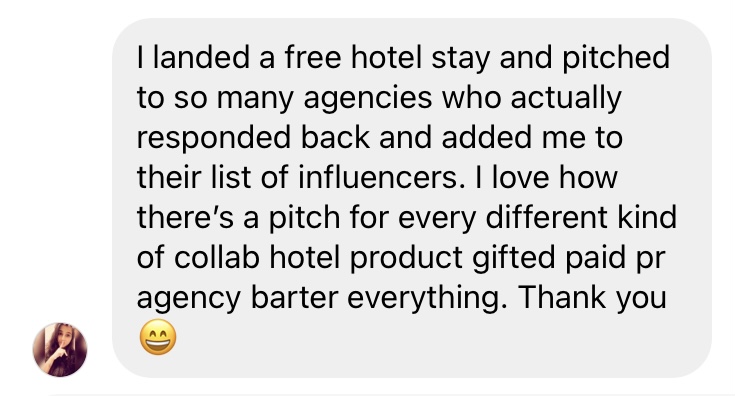 I landed a free hotel stay and pitched
to so many agencies who actually
responded back and added me to
their list of influencers. I love how
there’s a pitch for every different kind
of collab hotel product gifted paid pr
agency barter everything. Thank you
😄